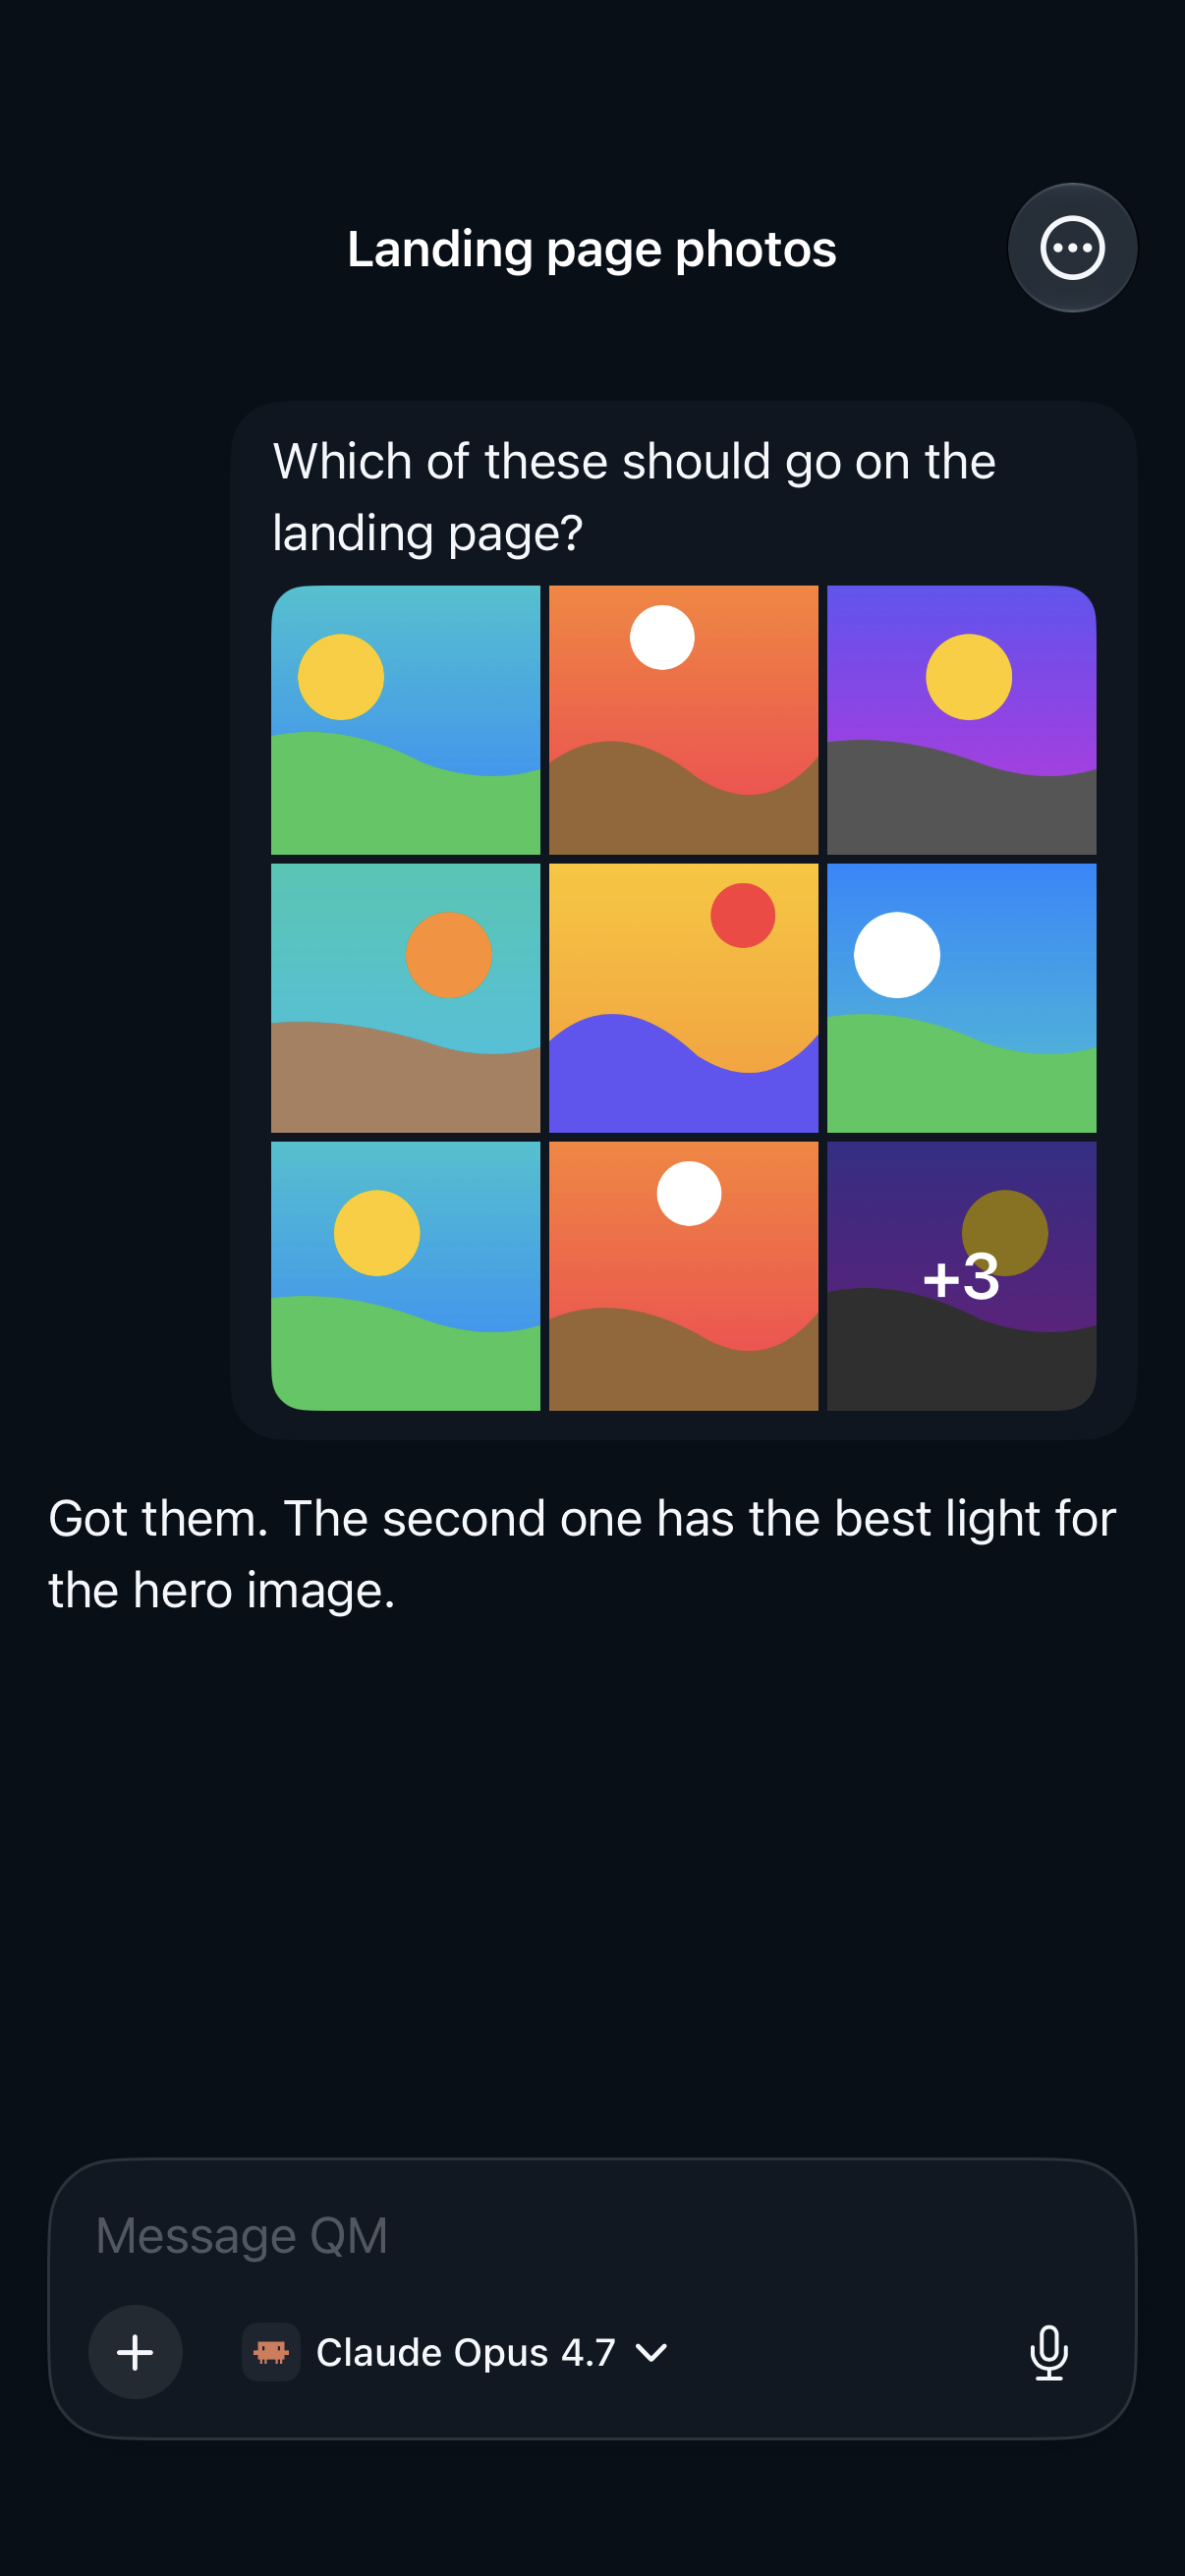 Landing page photos
Which of these should go on the
landing page?
+3
Got them. The second one has the best light for
the hero image.
Message QM
Claude Opus 4.7